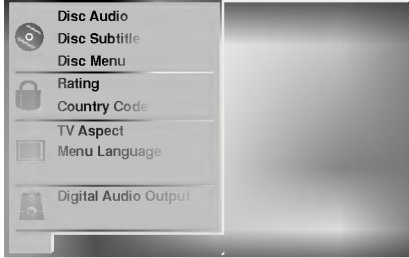 Disc Audio
Disc Subtitle
Disc Menu
Rating
Country Code
TV Aspect
Menu Language
Digital Audio Output